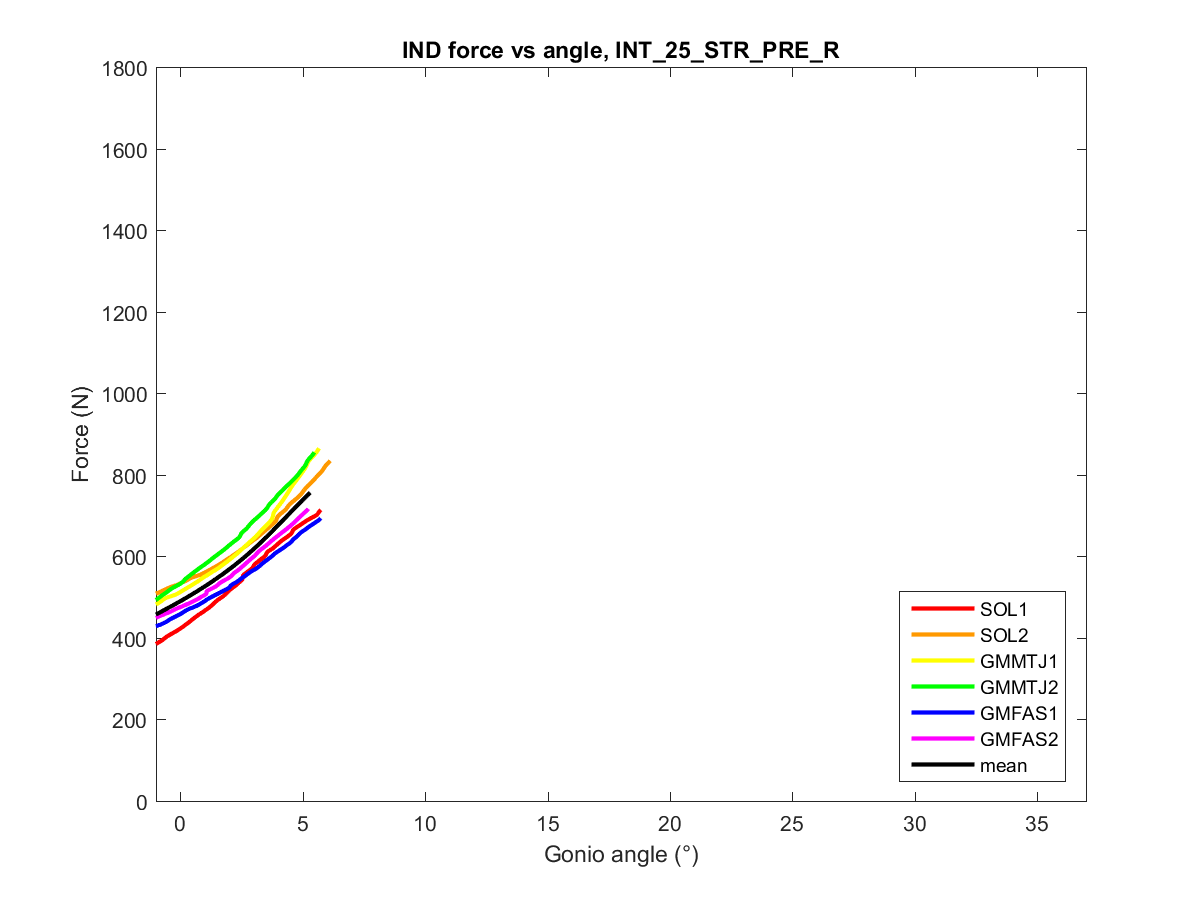 IND force vs angle, INT_25_STR_PRE_R
1800
1600
1400
1200
1000
800
600
400
200
0
Force (N)
0 5 10 15 20 25 30 35
Gonio angle (°)
SOL1
SOL2
GMMTJ1
GMMTJ2
GMFAS1
GMFAS2
mean